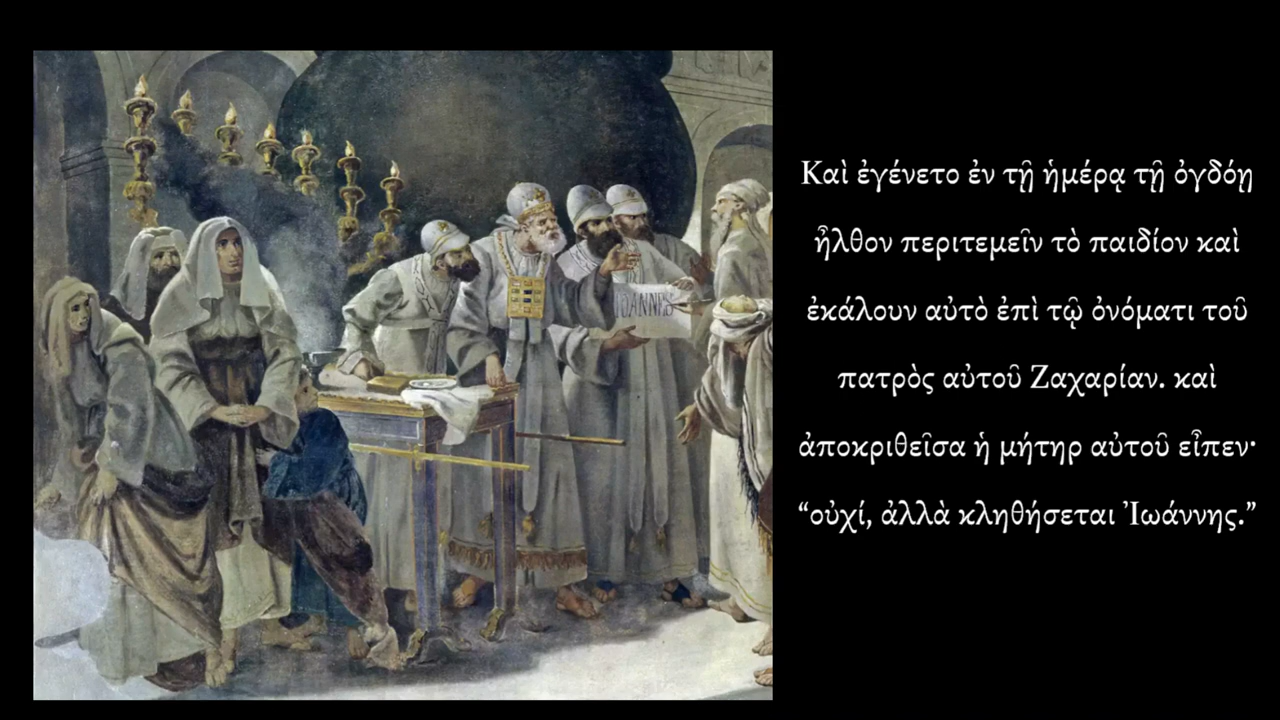 ΙΟΑΝΝΕS
Καὶ ἐγένετο ἐν τῇ ἡμέρᾳ τῇ ὀγδόῃ
ἦλθον περιτεμεῖν τὸ παιδίον καὶ
ἐκάλουν αὐτὸ ἐπὶ τῷ ὀνόματι τοῦ
πατρὸς αὐτοῦ Ζαχαρίαν. καὶ
ἀποκριθεῖσα ἡ μήτηρ αὐτοῦ εἶπεν·
“οὐχί, ἀλλὰ κληθήσεται Ἰωάννης.”